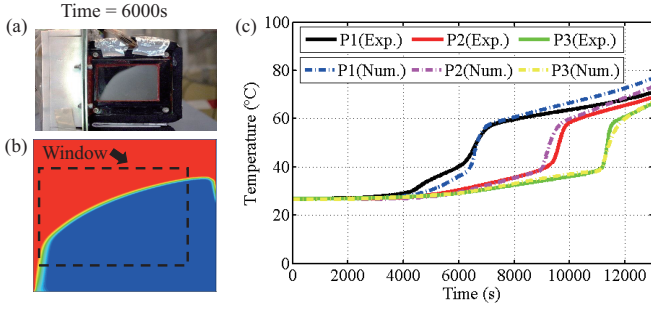 Time = 6000s
(a)
(b)
Window
(c)
Temperature (°C)
100
80
60
40
20
0
P1(Exp.) P2(Exp.) P3(Exp.)
P1(Num.) P2(Num.) P3(Num.)
0 2000 4000 6000 8000 10000 12000
Time (s)